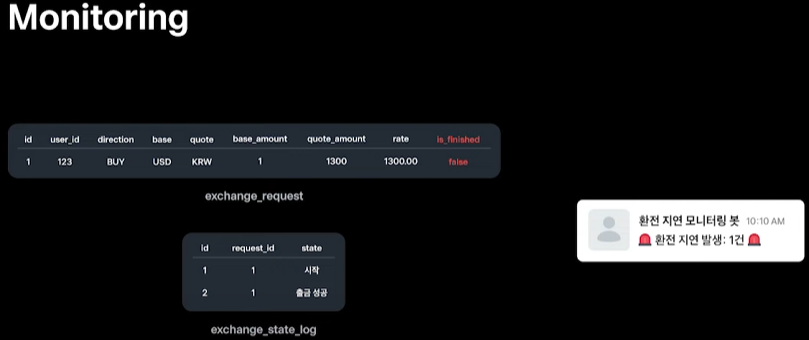 Monitoring
id user_id direction base quote base_amount quote_amount rate is_finished
1 123 BUY USD KRW 1 1300 1300.00 false
exchange_request
환전 지연 모니터링 봇 10:10 AM
🚨 환전 지연 발생: 1건 🚨
id request_id state
1 1 시작
2 1 출금 성공
exchange_state_log